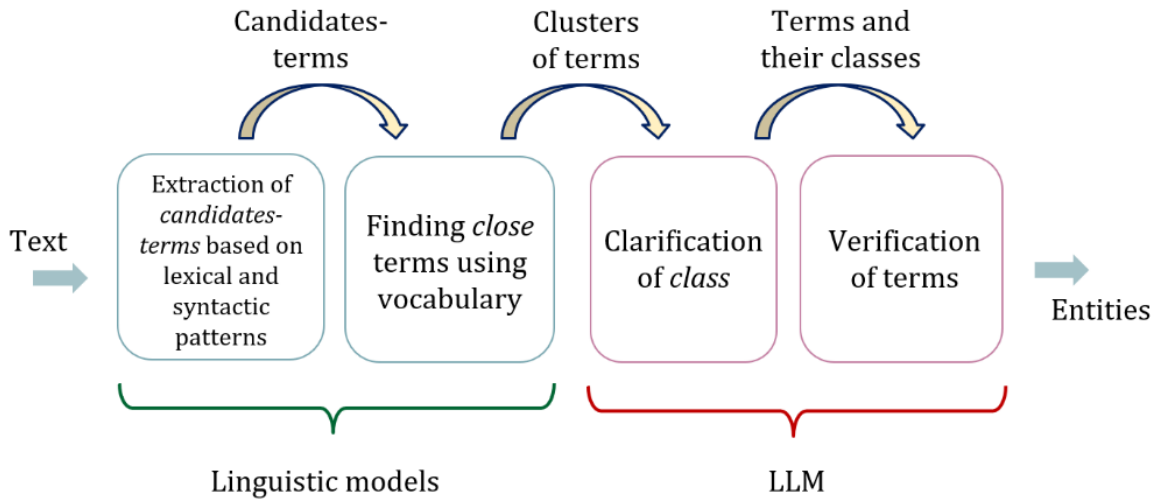 Candidates-
terms
Clusters
of terms
Terms and
their classes
Text
Extraction of
candidates-
terms based on
lexical and
syntactic
patterns
Finding close
terms using
vocabulary
Clarification
of class
Verification
of terms
Entities
Linguistic models
LLM